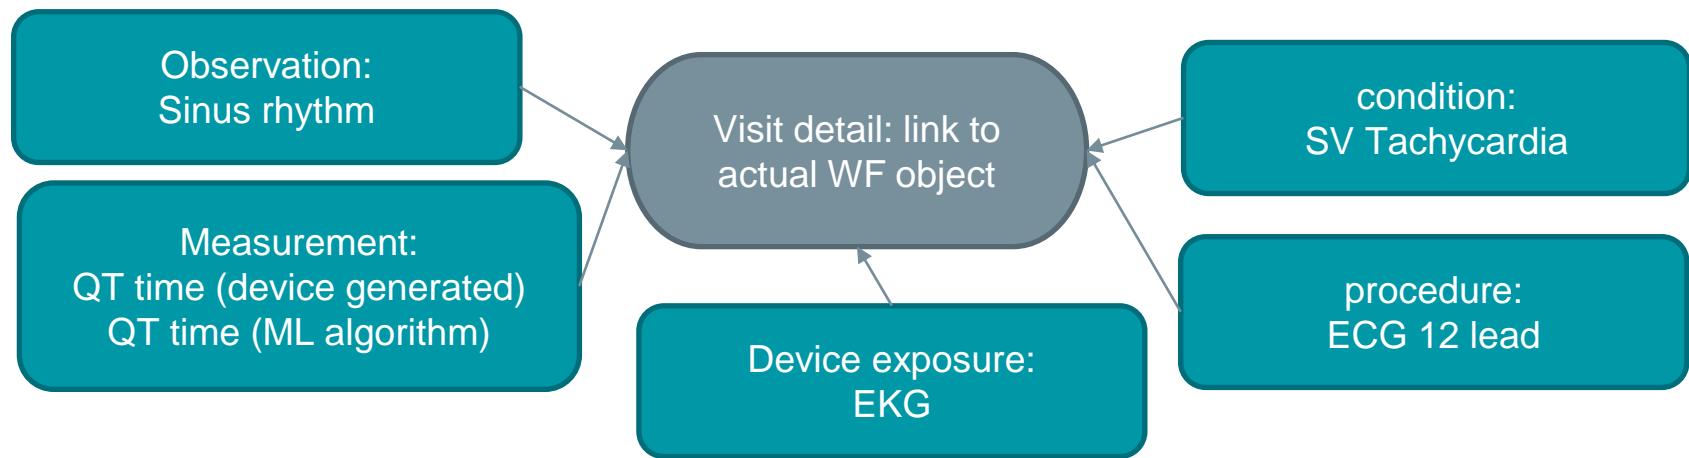 Observation:
Sinus rhythm
Measurement:
QT time (device generated)
QT time (ML algorithm)
Visit detail: link to
actual WF object
Device exposure:
EKG
condition:
SV Tachycardia
procedure:
ECG 12 lead